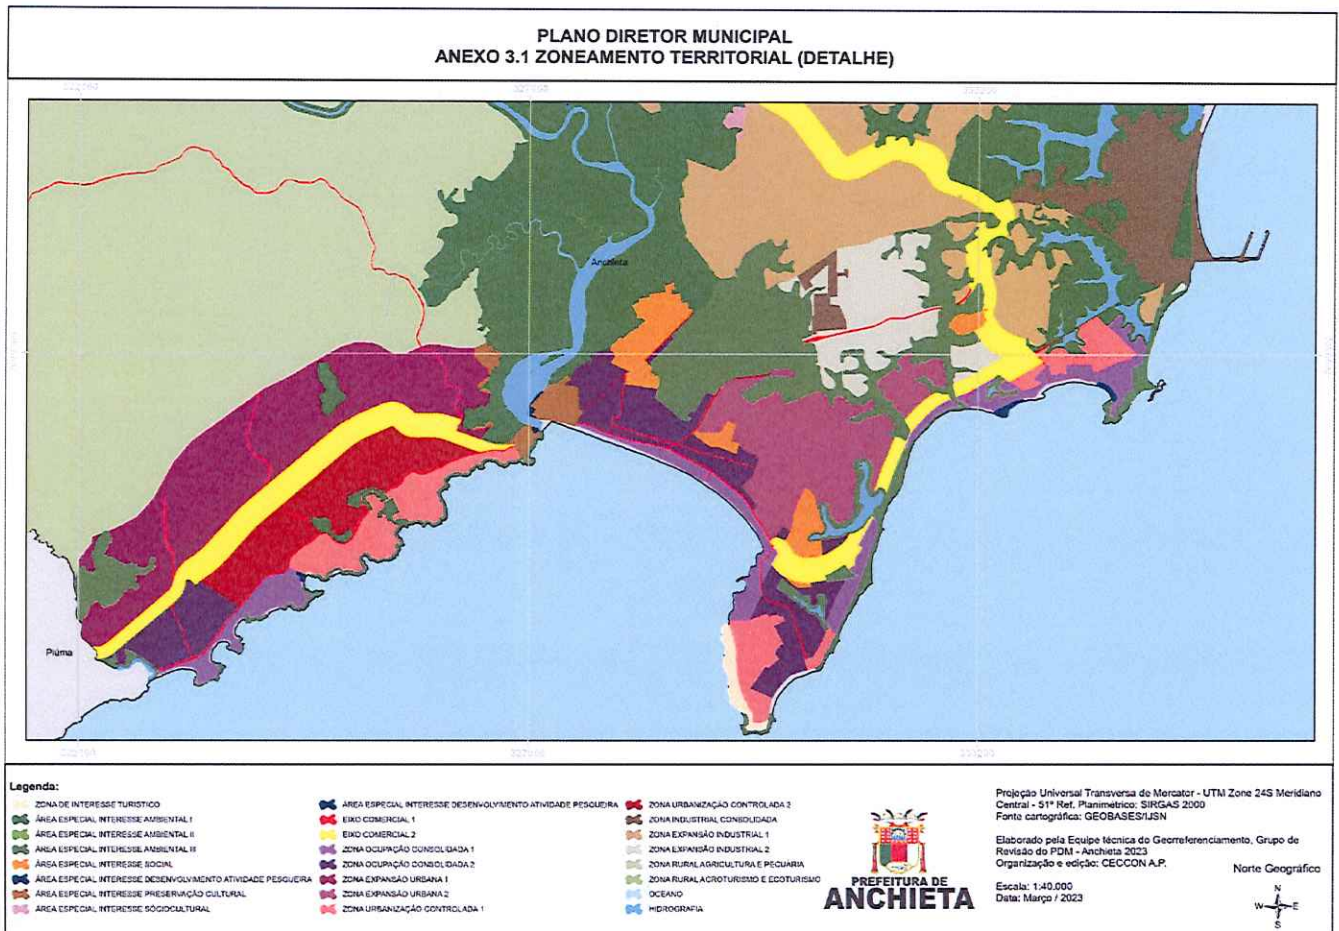 PLANO DIRETOR MUNICIPAL
ANEXO 3.1 ZONEAMENTO TERRITORIAL (DETALHE)
Anchieta
Piúma
Legenda:
ZONA DE INTERESSE TURISTICO
ÁREA ESPECIAL INTERESSE AMBIENTAL I
ÁREA ESPECIAL INTERESSE AMBIENTAL II
ÁREA ESPECIAL INTERESSE AMBIENTAL III
ÁREA ESPECIAL INTERESSE SOCIAL
ÁREA ESPECIAL INTERESSE DESENVOLVIMENTO ATIVIDADE PESQUEIRA
ÁREA ESPECIAL INTERESSE PRESERVAÇÃO CULTURAL
ÁREA ESPECIAL INTERESSE SÓCIOCULTURAL
ÁREA ESPECIAL INTERESSE DESENVOLVIMENTO ATIVIDADE PESQUEIRA
EIXO COMERCIAL 1
EIXO COMERCIAL 2
ZONA OCUPAÇÃO CONSOLIDADA 1
ZONA OCUPAÇÃO CONSOLIDADA 2
ZONA EXPANSÃO URBANA 1
ZONA EXPANSÃO URBANA 2
ZONA URBANIZAÇÃO CONTROLADA 1
ZONA URBANIZAÇÃO CONTROLADA 2
ZONA INDUSTRIAL CONSOLIDADA
ZONA EXPANSÃO INDUSTRIAL 1
ZONA EXPANSÃO INDUSTRIAL 2
ZONA RURAL AGRICULTURA E PECUÁRIA
ZONA RURAL AGROTURISMO E ECOTURISMO
OCEANO
HIDROGRAFIA
PREFEITURA DE
ANCHIETA
Projeção Universal Transversa de Mercator - UTM Zone 24S Meridiano
Central - 51° Ref. Planimétrico: SIRGAS 2000
Fonte cartográfica: GEOBASES/IJSN
Elaborado pela Equipe técnica do Georreferenciamento, Grupo de
Revisão do PDM - Anchieta 2023
Organização e edição: CECCON A.P.
Escala: 1:40.000
Data: Março / 2023
Norte Geográfico
N
W E
S